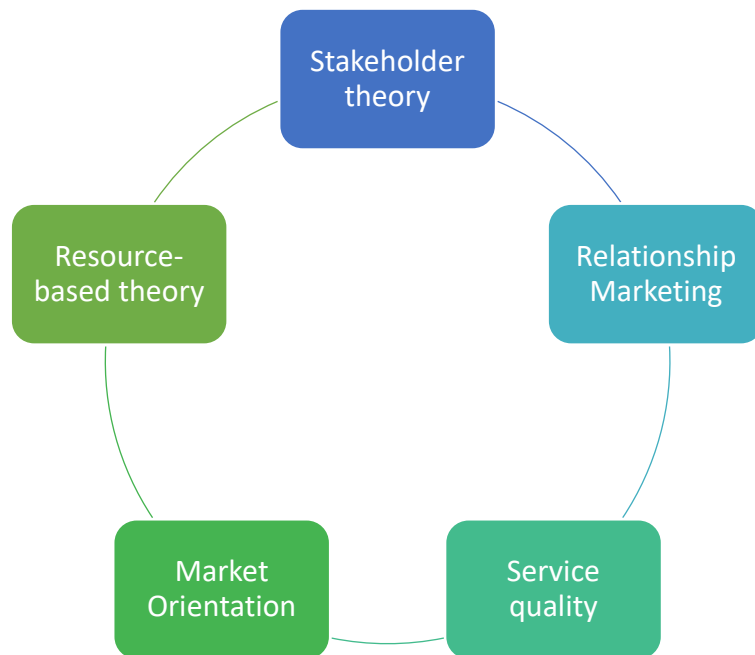 Stakeholder
theory
Relationship
Marketing
Service
quality
Market
Orientation
Resource-
based theory